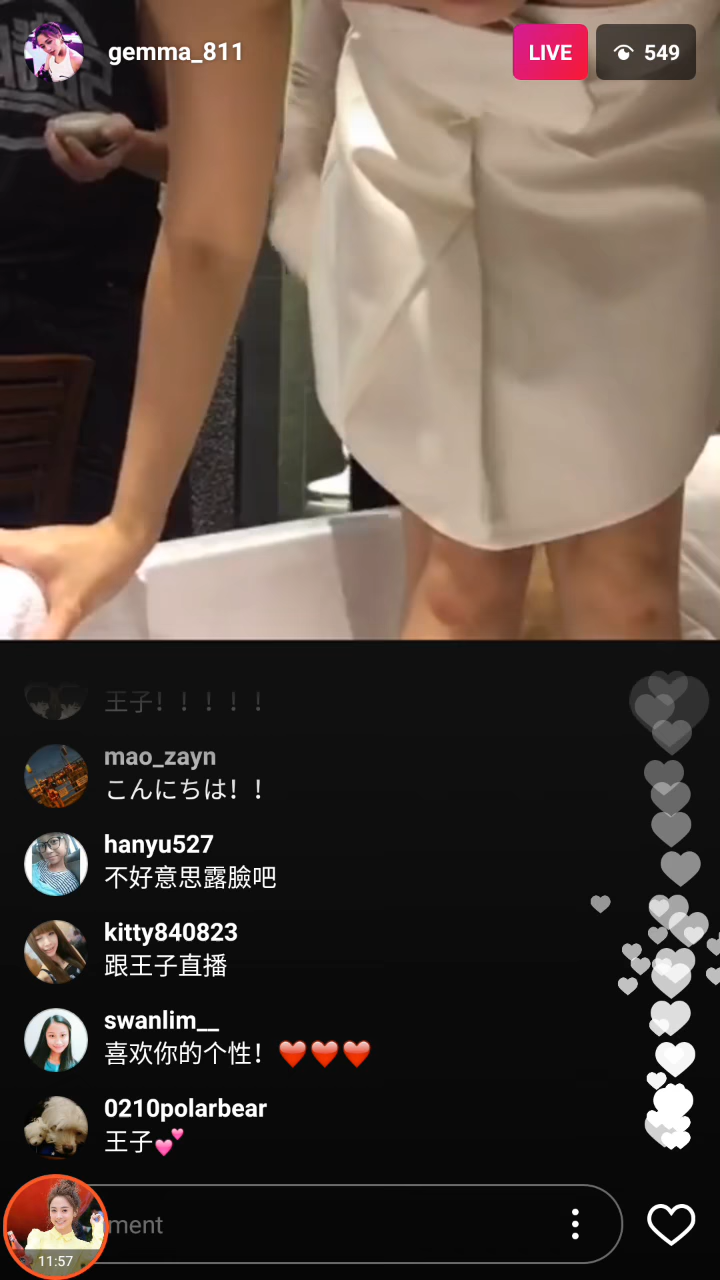 gemma_811
LIVE
549
王子！！！！！
mao_zayn
こんにちは！！
hanyu527
不好意思露臉吧
kitty840823
跟王子直播
swanlim__
喜欢你的个性！❤️❤️❤️
0210polarbear
王子💕
ment
11:57